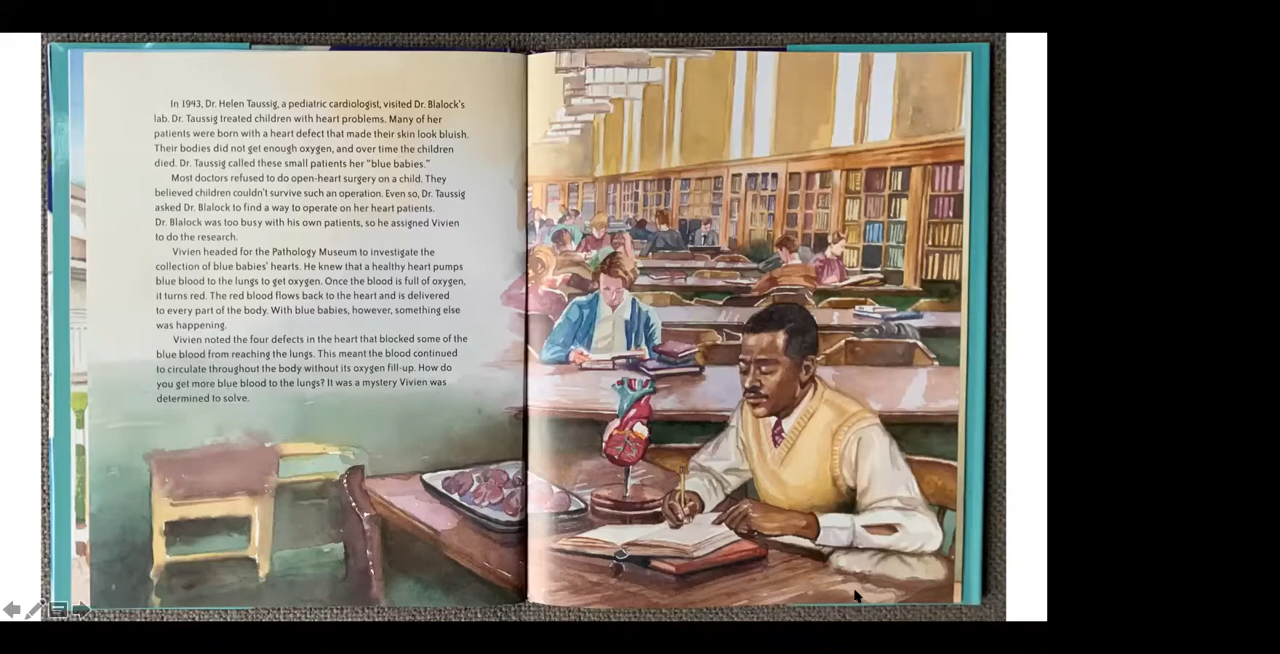 In 1943, Dr. Helen Taussig, a pediatric cardiologist, visited Dr. Blalock's
lab. Dr. Taussig treated children with heart problems. Many of her
patients were born with a heart defect that made their skin look bluish.
Their bodies did not get enough oxygen, and over time the children
died. Dr. Taussig called these small patients her "blue babies."
Most doctors refused to do open-heart surgery on a child. They
believed children couldn't survive such an operation. Even so, Dr. Taussig
asked Dr. Blalock to find a way to operate on her heart patients.
Dr. Blalock was too busy with his own patients, so he assigned Vivien
to do the research.
Vivien headed for the Pathology Museum to investigate the
collection of blue babies' hearts. He knew that a healthy heart pumps
blue blood to the lungs to get oxygen. Once the blood is full of oxygen,
it turns red. The red blood flows back to the heart and is delivered
to every part of the body. With blue babies, however, something else
was happening.
Vivien noted the four defects in the heart that blocked some of the
blue blood from reaching the lungs. This meant the blood continued
to circulate throughout the body without its oxygen fill-up. How do
you get more blue blood to the lungs? It was a mystery Vivien was
determined to solve.